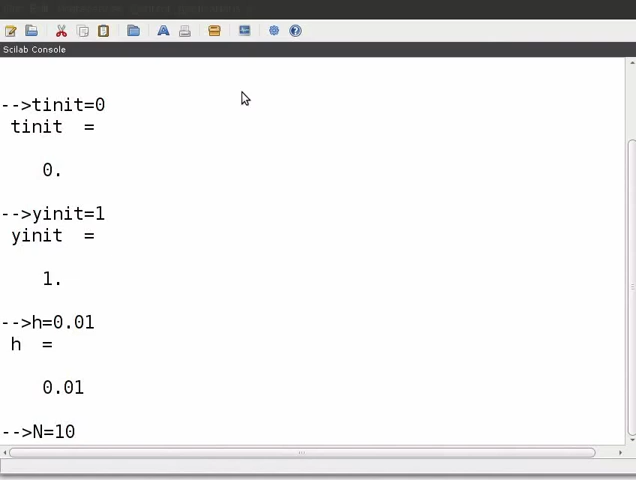 Scilab Console
-->tinit=0
tinit =
0.
-->yinit=1
yinit =
1.
-->h=0.01
h =
0.01
-->N=10